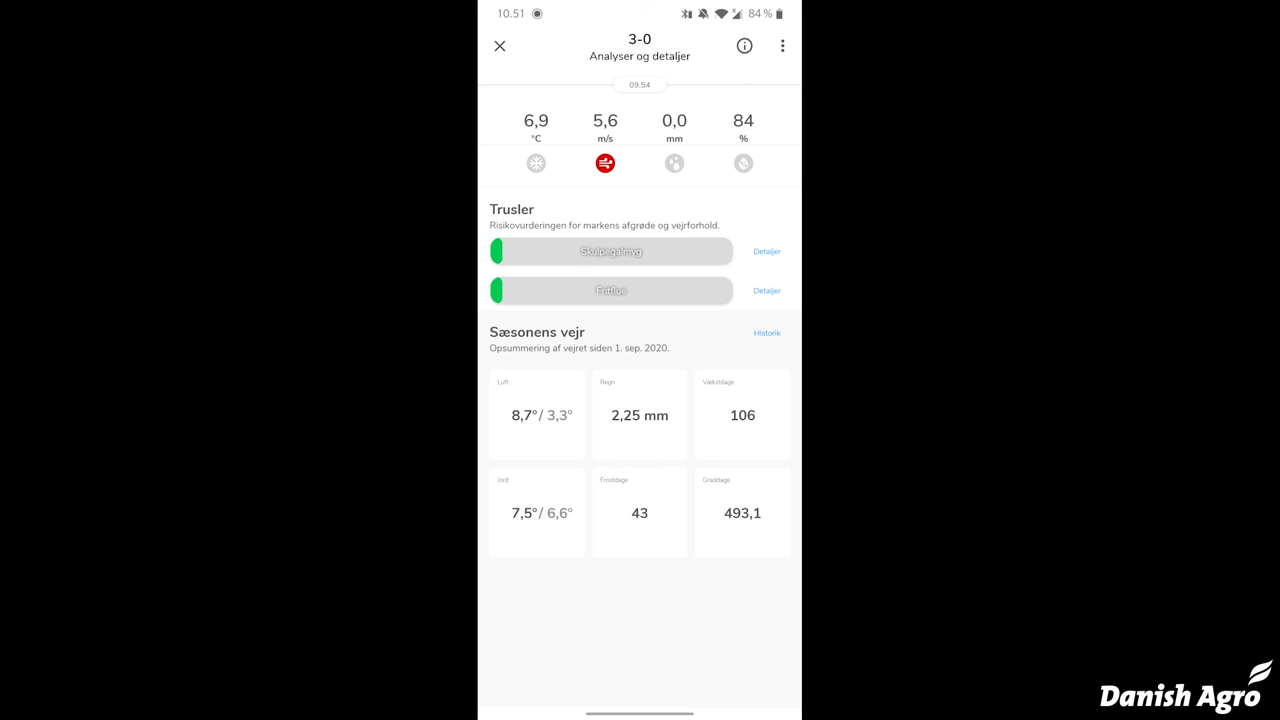 10.51
84 %
3-0
Analyser og detaljer
09.54
6,9 5,6 0,0 84
°C m/s mm %
Trusler
Risikovurderingen for markens afgrøde og vejrforhold.
Skulpegalmyg Detaljer
Fritflue Detaljer
Sæsonens vejr Historik
Opsummering af vejret siden 1. sep. 2020.
Luft Regn Vækstdage
8,7°/ 3,3° 2,25 mm 106
Jord Frostdage Graddage
7,5°/ 6,6° 43 493,1
Danish Agro